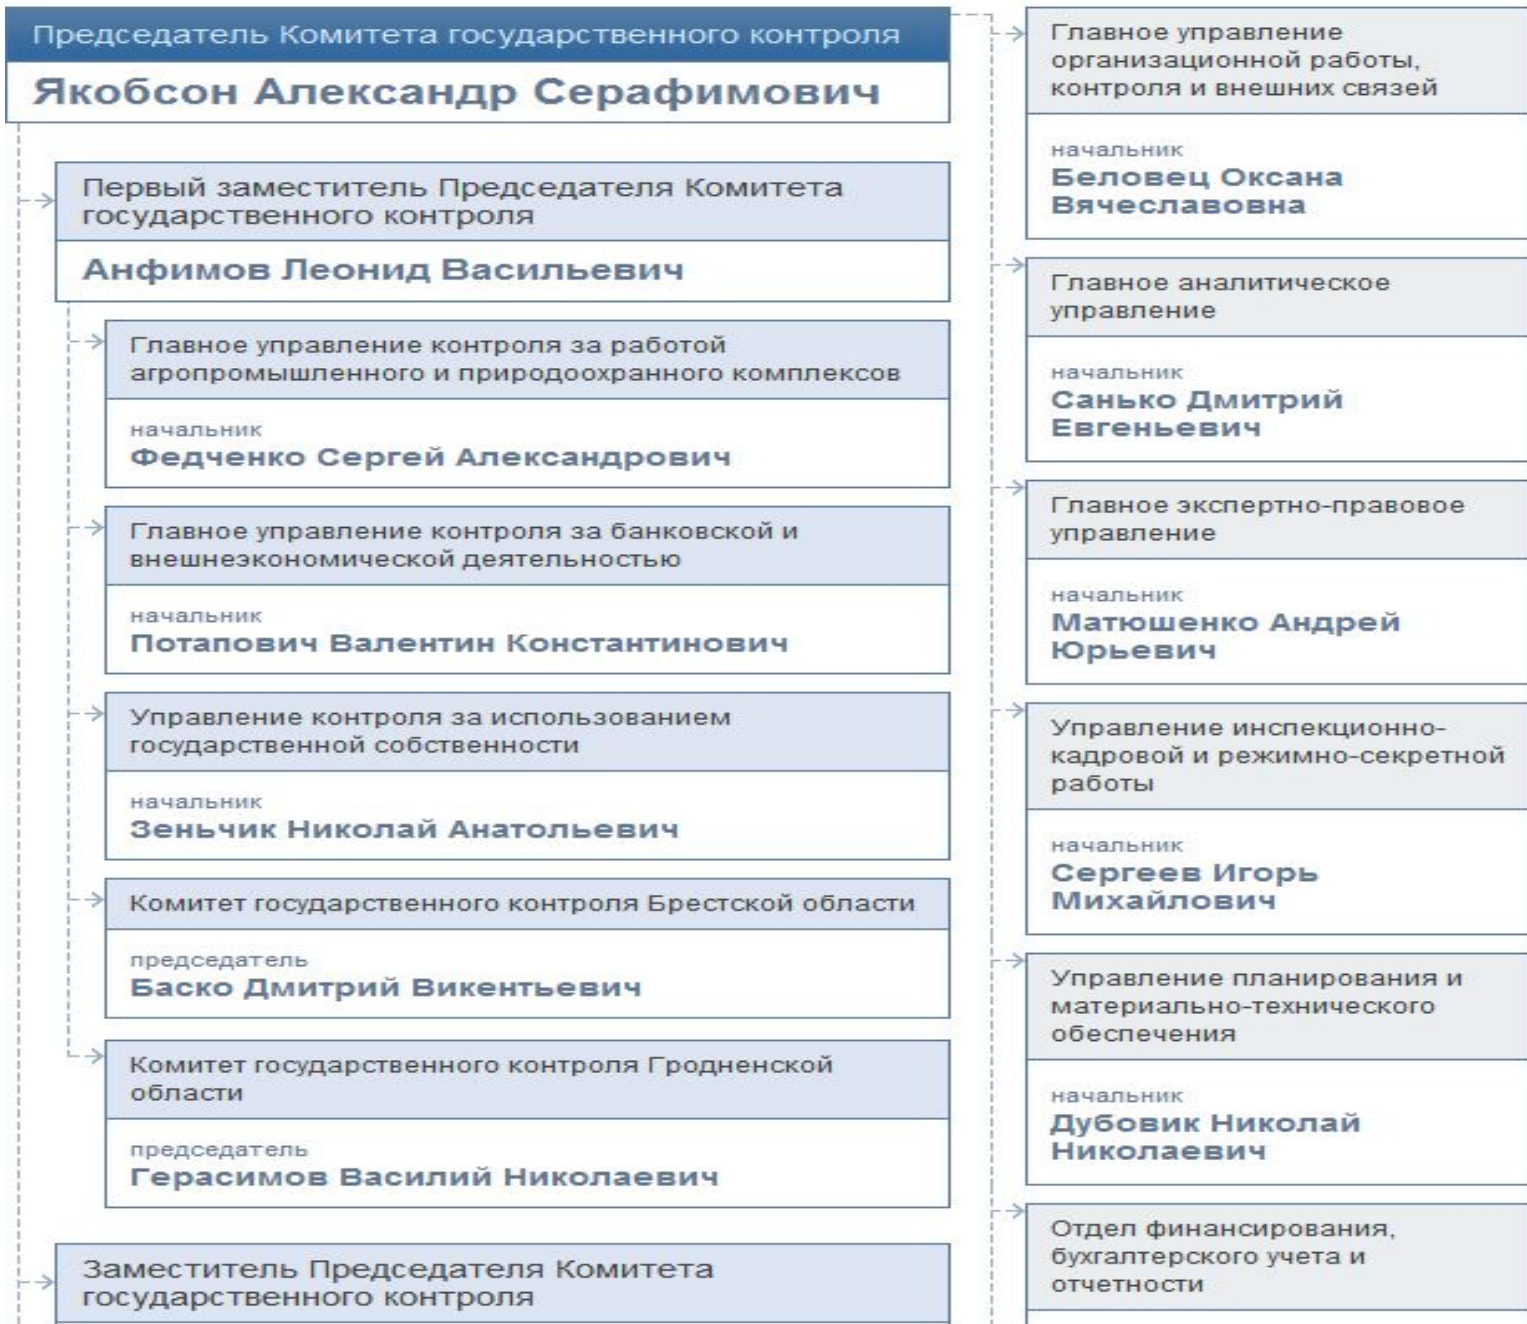 Председатель Комитета государственного контроля
Якобсон Александр Серафимович
Первый заместитель Председателя Комитета
государственного контроля
Анфимов Леонид Васильевич
Главное управление контроля за работой
агропромышленного и природоохранного комплексов
начальник
Федченко Сергей Александрович
Главное управление контроля за банковской и
внешнеэкономической деятельностью
начальник
Потапович Валентин Константинович
Управление контроля за использованием
государственной собственности
начальник
Зеньчик Николай Анатольевич
Комитет государственного контроля Брестской области
председатель
Баско Дмитрий Викентьевич
Комитет государственного контроля Гродненской
области
председатель
Герасимов Василий Николаевич
Заместитель Председателя Комитета
государственного контроля
Главное управление
организационной работы,
контроля и внешних связей
начальник
Беловец Оксана
Вячеславовна
Главное аналитическое
управление
начальник
Санько Дмитрий
Евгеньевич
Главное экспертно-правовое
управление
начальник
Матюшенко Андрей
Юрьевич
Управление инспекционно-
кадровой и режимно-секретной
работы
начальник
Сергеев Игорь
Михайлович
Управление планирования и
материально-технического
обеспечения
начальник
Дубовик Николай
Николаевич
Отдел финансирования,
бухгалтерского учета и
отчетности